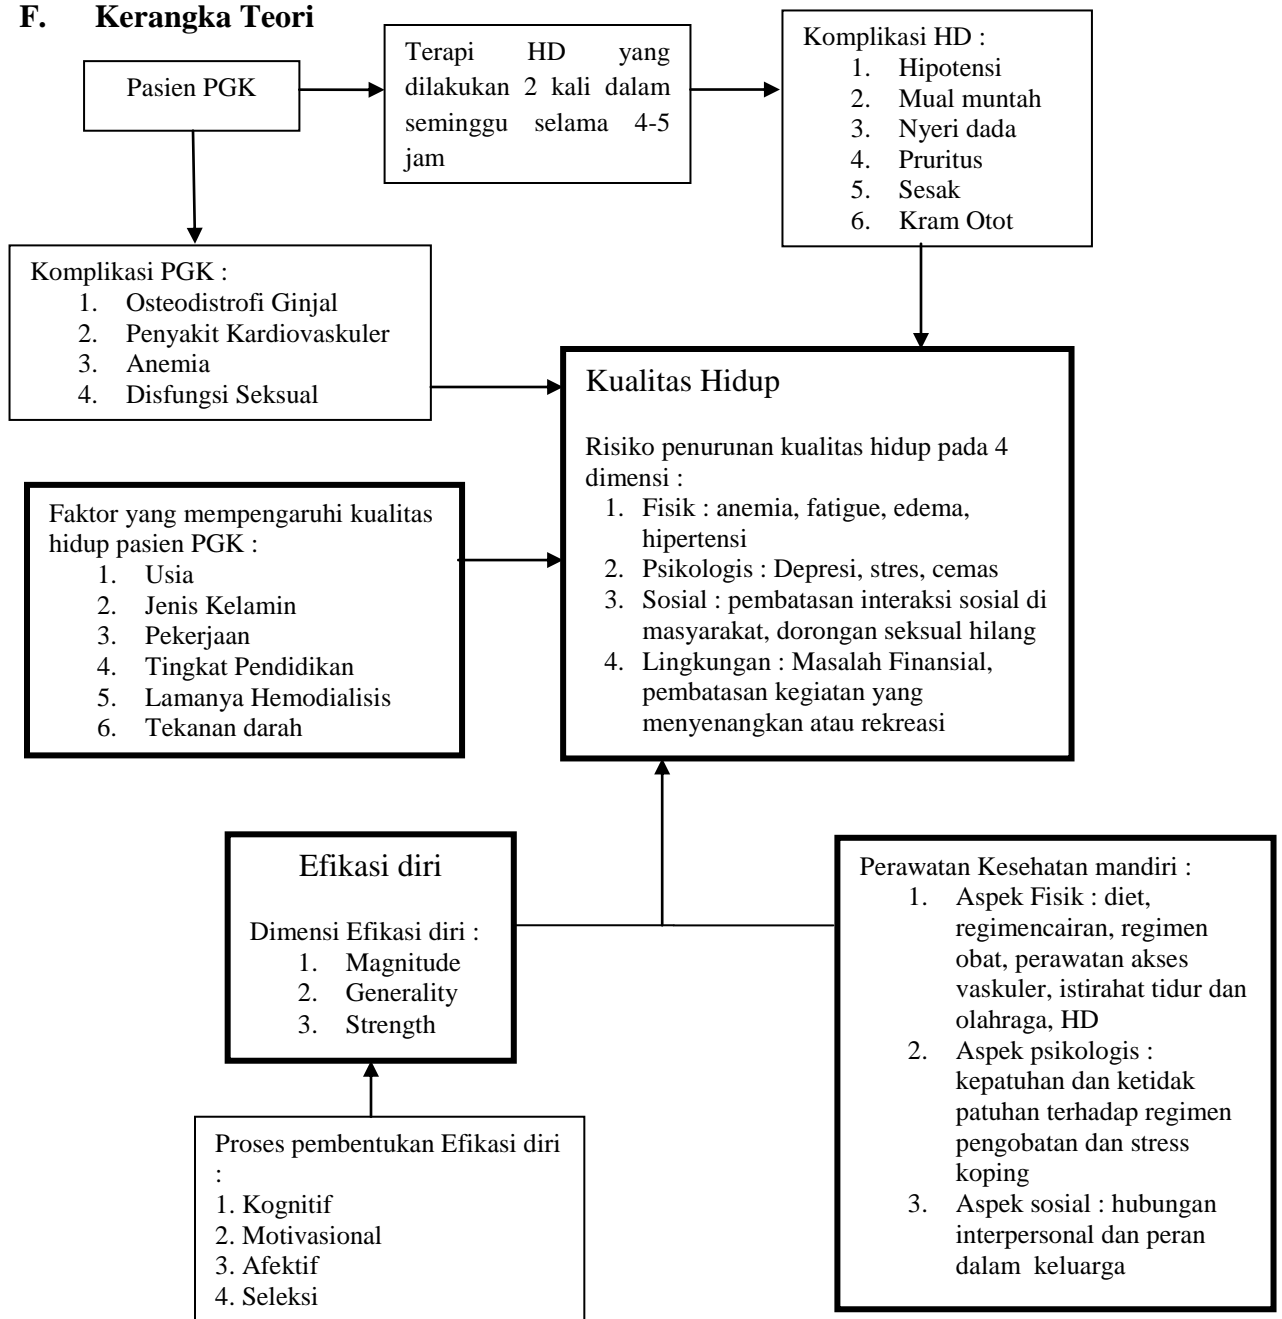 F. Kerangka Teori
Pasien PGK
Terapi HD yang
dilakukan 2 kali dalam
seminggu selama 4-5
jam
Komplikasi HD :
1. Hipotensi
2. Mual muntah
3. Nyeri dada
4. Pruritus
5. Sesak
6. Kram Otot
Komplikasi PGK :
1. Osteodistrofi Ginjal
2. Penyakit Kardiovaskuler
3. Anemia
4. Disfungsi Seksual
Kualitas Hidup
Risiko penurunan kualitas hidup pada 4
dimensi :
1. Fisik : anemia, fatigue, edema,
hipertensi
2. Psikologis : Depresi, stres, cemas
3. Sosial : pembatasan interaksi sosial di
masyarakat, dorongan seksual hilang
4. Lingkungan : Masalah Finansial,
pembatasan kegiatan yang
menyenangkan atau rekreasi
Faktor yang mempengaruhi kualitas
hidup pasien PGK :
1. Usia
2. Jenis Kelamin
3. Pekerjaan
4. Tingkat Pendidikan
5. Lamanya Hemodialisis
6. Tekanan darah
Efikasi diri
Dimensi Efikasi diri :
1. Magnitude
2. Generality
3. Strength
Perawatan Kesehatan mandiri :
1. Aspek Fisik : diet,
regimencairan, regimen
obat, perawatan akses
vaskuler, istirahat tidur dan
olahraga, HD
2. Aspek psikologis :
kepatuhan dan ketidak
patuhan terhadap regimen
pengobatan dan stress
koping
3. Aspek sosial : hubungan
interpersonal dan peran
dalam keluarga
Proses pembentukan Efikasi diri
:
1. Kognitif
2. Motivasional
3. Afektif
4. Seleksi